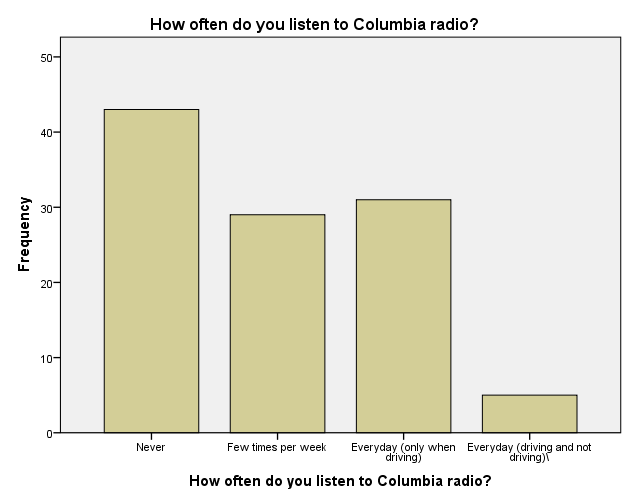 How often do you listen to Columbia radio?
50
40
30
20
10
0
Frequency
Never
Few times per week
Everyday (only when
driving)
Everyday (driving and not
driving)\
How often do you listen to Columbia radio?